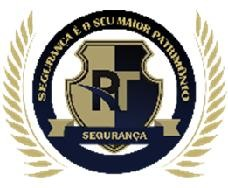 SEGURANÇA É O SEU MAIOR PATRIMÔNIO
RT
SEGURANÇA